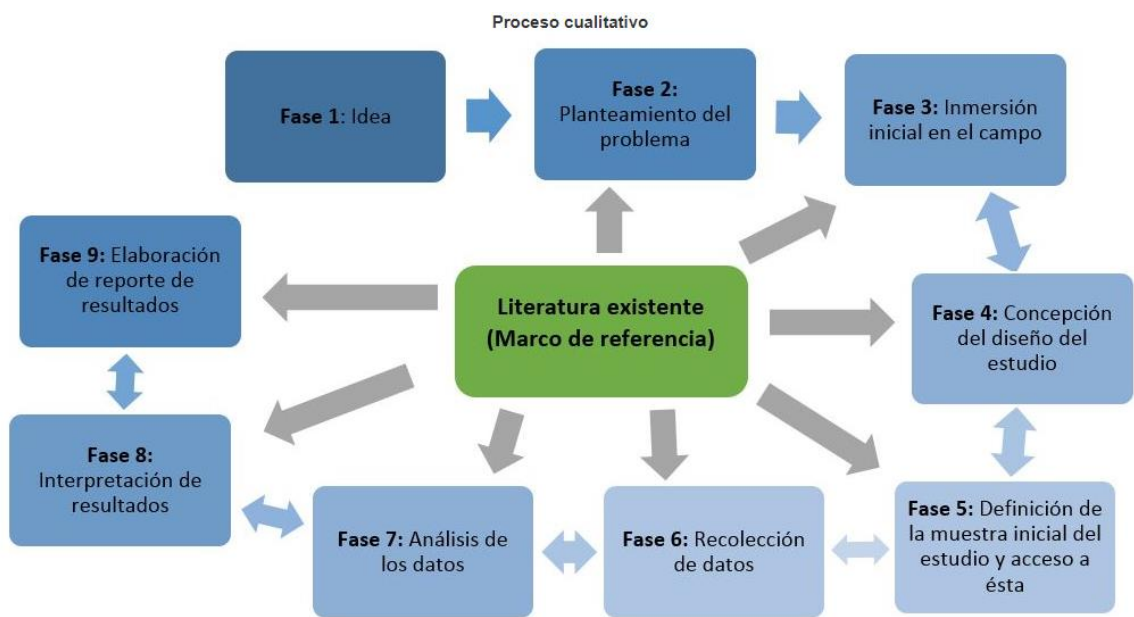 Proceso cualitativo
Fase 1: Idea
Fase 2:
Planteamiento del
problema
Fase 3: Inmersión
inicial en el campo
Fase 9: Elaboración
de reporte de
resultados
Literatura existente
(Marco de referencia)
Fase 4: Concepción
del diseño del
estudio
Fase 8:
Interpretación de
resultados
Fase 7: Análisis de
los datos
Fase 6: Recolección
de datos
Fase 5: Definición de
la muestra inicial del
estudio y acceso a
ésta